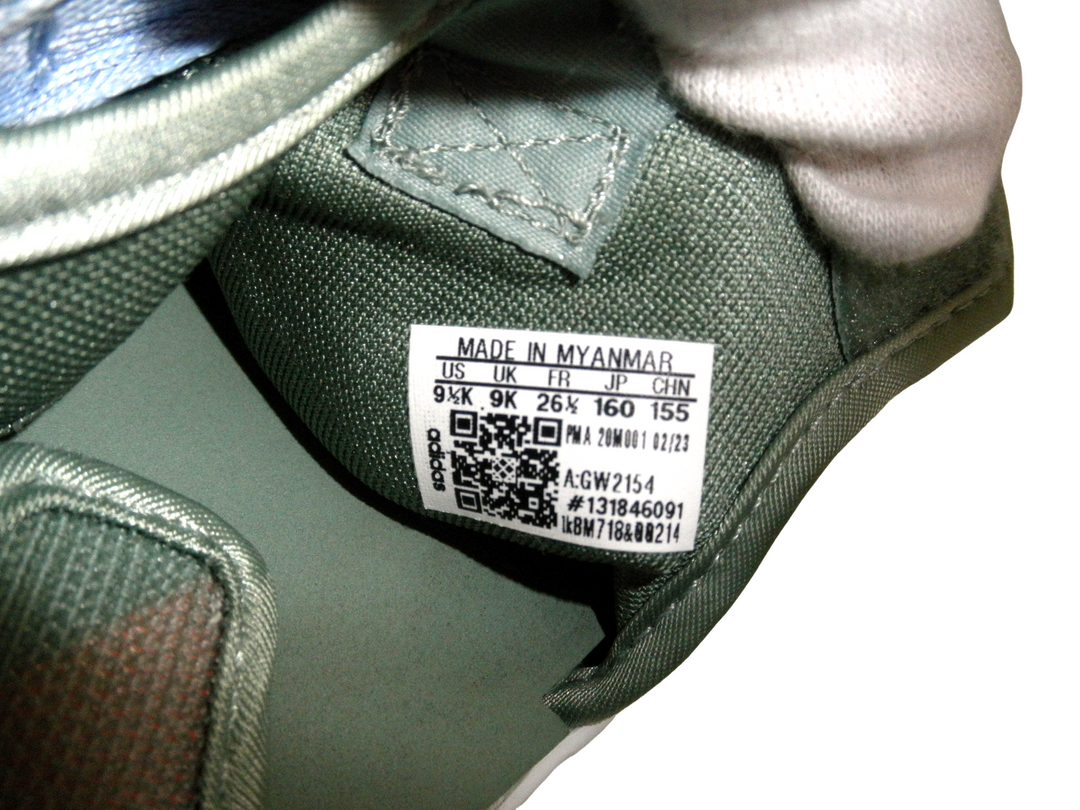 MADE IN MYANMAR
US UK FR JP CHN
9½K 9K 26½ 160 155
PMA 20M001 02/23
adidas
A:GW2154
#131846091